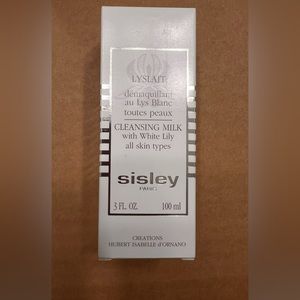 LYSLAIT
démaquillant
au Lys Blanc
toutes peaux
CLEANSING MILK
with White Lily
all skin types
sisley
PARIS
3 FL. OZ. 100 ml
CREATIONS
HUBERT ISABELLE d'ORNANO